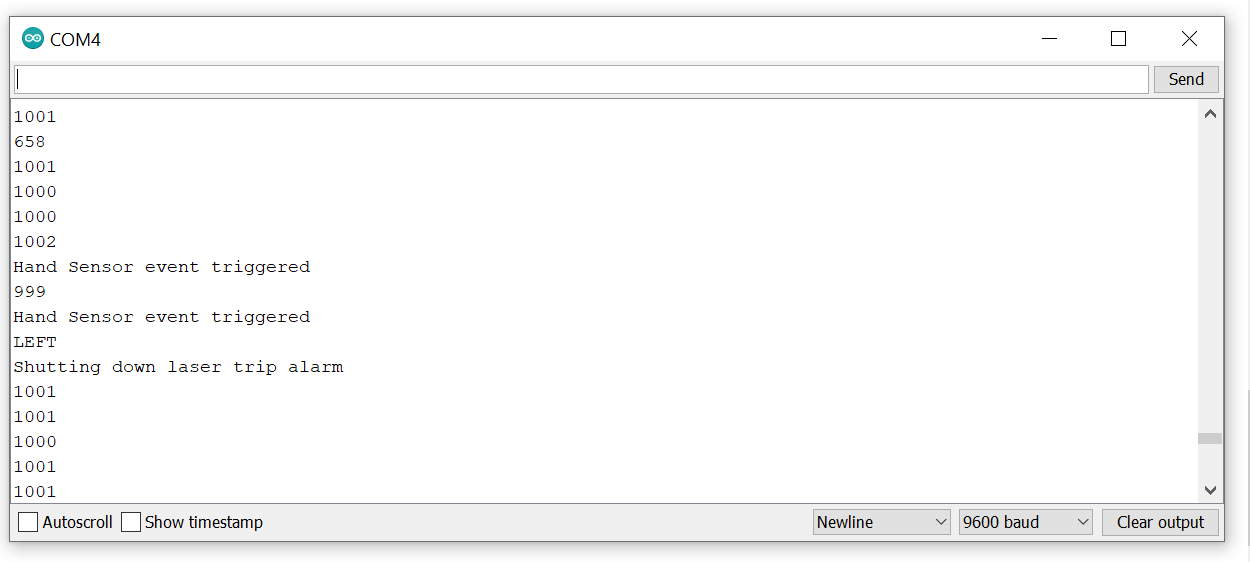 COM4
Send
1001
658
1001
1000
1000
1002
Hand Sensor event triggered
999
Hand Sensor event triggered
LEFT
Shutting down laser trip alarm
1001
1001
1000
1001
1001
Autoscroll Show timestamp Newline 9600 baud Clear output